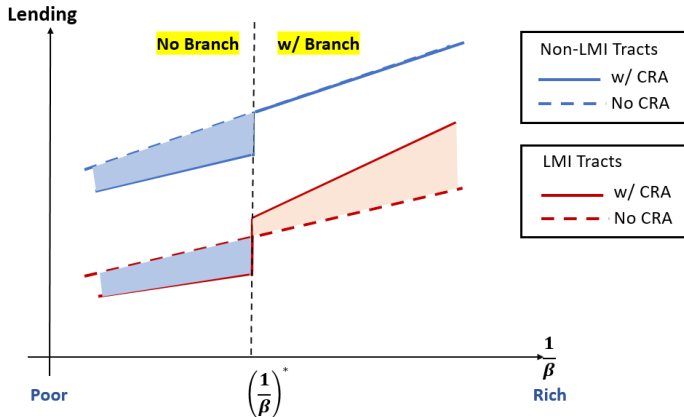 Lending
No Branch
w/ Branch
Non-LMI Tracts
w/ CRA
No CRA
LMI Tracts
w/ CRA
No CRA
Poor
(1/β)*
1/β
Rich